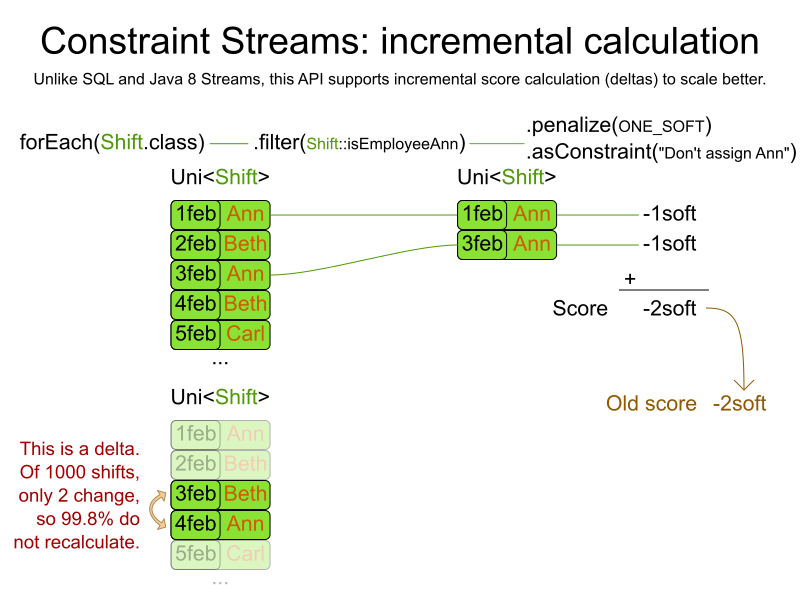 Constraint Streams: incremental calculation
Unlike SQL and Java 8 Streams, this API supports incremental score calculation (deltas) to scale better.
forEach(Shift.class) .filter(Shift::isEmployeeAnn) .penalize(ONE_SOFT)
.asConstraint("Don't assign Ann")
Uni<Shift> Uni<Shift>
1feb Ann 1feb Ann -1soft
2feb Beth 3feb Ann -1soft
3feb Ann +
4feb Beth Score -2soft
5feb Carl
...
Uni<Shift> Old score -2soft
1feb Ann
2feb Beth
3feb Beth
4feb Ann
5feb Carl
...
This is a delta.
Of 1000 shifts,
only 2 change,
so 99.8% do
not recalculate.